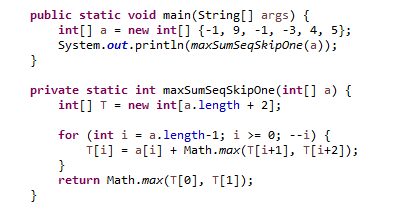 public static void main(String[] args) {
    int[] a = new int[] {-1, 9, -1, -3, 4, 5};
    System.out.println(maxSumSeqSkipOne(a));
}

private static int maxSumSeqSkipOne(int[] a) {
    int[] T = new int[a.length + 2];

    for (int i = a.length-1; i >= 0; --i) {
        T[i] = a[i] + Math.max(T[i+1], T[i+2]);
    }
    return Math.max(T[0], T[1]);
}